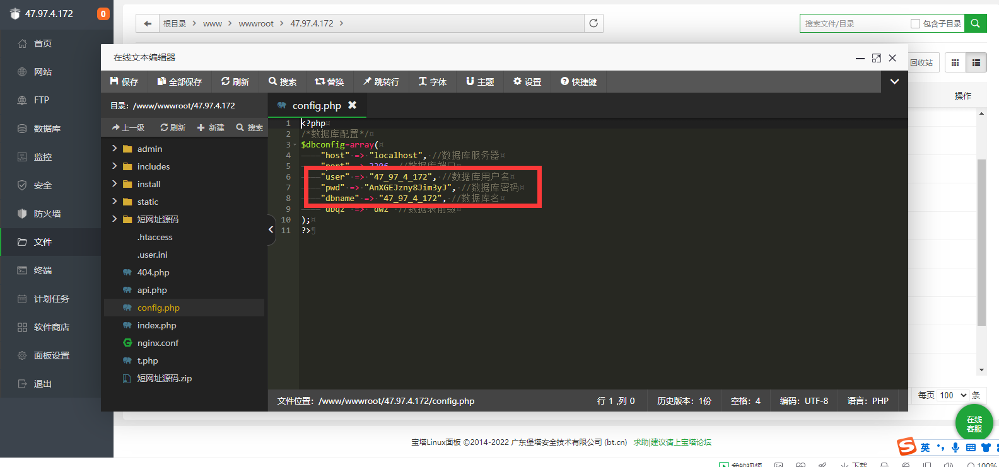 47.97.4.172
0
首页
网站
FTP
数据库
监控
安全
防火墙
文件
终端
计划任务
软件商店
面板设置
退出
根目录 > www > wwwroot > 47.97.4.172 >
搜索文件/目录
包含子目录
回收站
操作
在线文本编辑器
保存
全部保存
刷新
搜索
替换
跳转行
字体
主题
设置
快捷键
目录: /www/wwwroot/47.97.4.172
上一级
刷新
新建
搜索
admin
includes
install
static
短网址源码
.htaccess
.user.ini
404.php
api.php
config.php
index.php
nginx.conf
t.php
短网址源码.zip
config.php
1 <?php
2 /*数据库配置*/
3 $dbconfig=array(
4 "host" => "localhost", //数据库服务器
5 "port" => 3306, //数据库端口
6 "user" => "47_97_4_172", //数据库用户名
7 "pwd" => "AnXGEJzny8Jim3yJ", //数据库密码
8 "dbname" => "47_97_4_172", //数据库名
9 "dbqz" => "dwz" //数据表前缀
10 );
11 ?>
文件位置: /www/wwwroot/47.97.4.172/config.php
行 1 ,列 0
历史版本: 1份
空格: 4
编码: UTF-8
语言: PHP
每页 100 条
在线
客服
宝塔Linux面板 ©2014-2022 广东堡塔安全技术有限公司 (bt.cn) 求助|建议请上宝塔论坛
英
我的视频
下载
100%